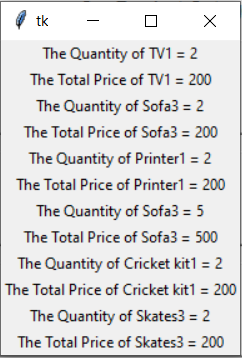 tk
The Quantity of TV1 = 2
The Total Price of TV1 = 200
The Quantity of Sofa3 = 2
The Total Price of Sofa3 = 200
The Quantity of Printer1 = 2
The Total Price of Printer1 = 200
The Quantity of Sofa3 = 5
The Total Price of Sofa3 = 500
The Quantity of Cricket kit1 = 2
The Total Price of Cricket kit1 = 200
The Quantity of Skates3 = 2
The Total Price of Skates3 = 200